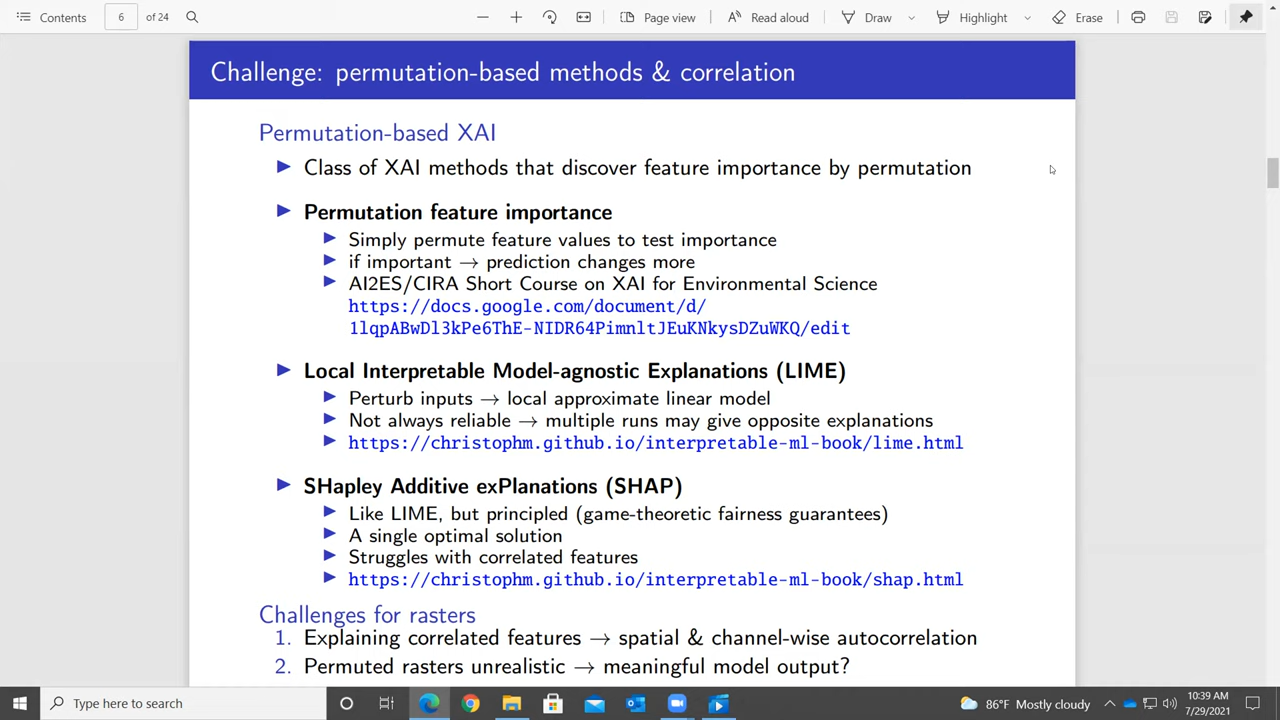 Contents
6 of 24
Page view
Read aloud
Draw
Highlight
Erase
Challenge: permutation-based methods & correlation
Permutation-based XAI
Class of XAI methods that discover feature importance by permutation
Permutation feature importance
Simply permute feature values to test importance
if important → prediction changes more
AI2ES/CIRA Short Course on XAI for Environmental Science
https://docs.google.com/document/d/
1lqpABwDl3kPe6ThE-NIDR64PimnltJEuKNkysDZuWKQ/edit
Local Interpretable Model-agnostic Explanations (LIME)
Perturb inputs → local approximate linear model
Not always reliable → multiple runs may give opposite explanations
https://christophm.github.io/interpretable-ml-book/lime.html
SHapley Additive exPlanations (SHAP)
Like LIME, but principled (game-theoretic fairness guarantees)
A single optimal solution
Struggles with correlated features
https://christophm.github.io/interpretable-ml-book/shap.html
Challenges for rasters
1. Explaining correlated features → spatial & channel-wise autocorrelation
2. Permuted rasters unrealistic → meaningful model output?
Type here to search
86°F Mostly cloudy
10:39 AM
7/29/2021